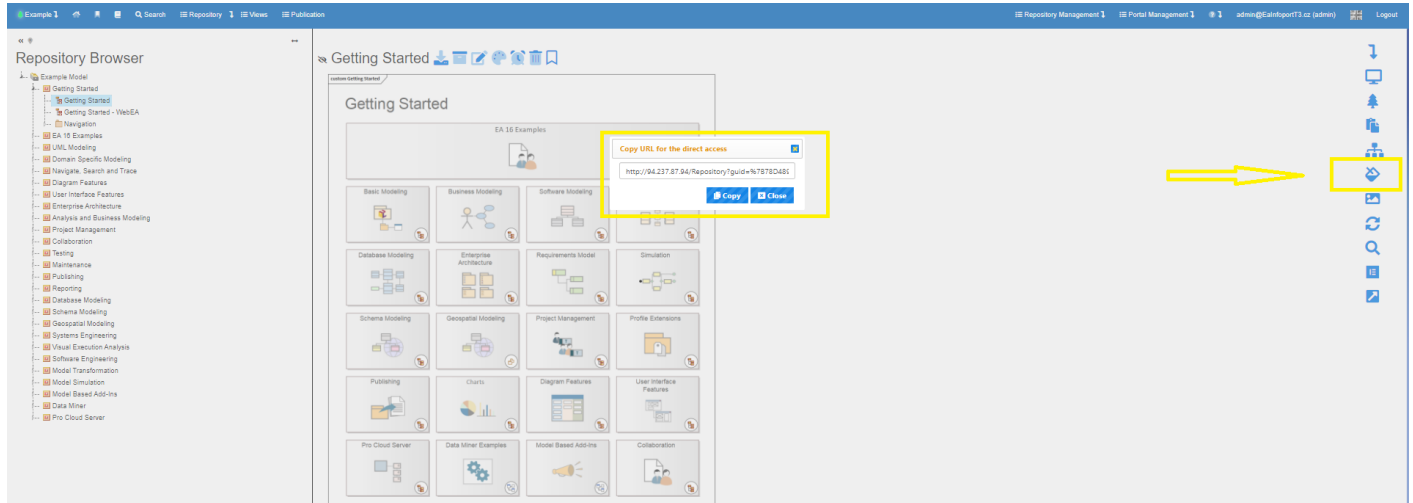 Example
Search
Repository
Views
Publication
Repository Management
Portal Management
admin@EaInfoportT3.cz (admin)
Logout
Repository Browser
Example Model
Getting Started
Getting Started
Getting Started - WebEA
Navigation
EA 16 Examples
UML Modeling
Domain Specific Modeling
Navigate, Search and Trace
Diagram Features
User Interface Features
Enterprise Architecture
Analysis and Business Modeling
Project Management
Collaboration
Testing
Maintenance
Publishing
Reporting
Database Modeling
Schema Modeling
Geospatial Modeling
Systems Engineering
Visual Execution Analysis
Software Engineering
Model Transformation
Model Simulation
Model Based Add-Ins
Data Miner
Pro Cloud Server
Getting Started
custom Getting Started
Getting Started
EA 16 Examples
Copy URL for the direct access
http://94.237.87.94/Repository?guid=%7B78D489
Copy
Close
Basic Modeling
Business Modeling
Software Modeling
Database Modeling
Enterprise
Architecture
Requirements Model
Simulation
Schema Modeling
Geospatial Modeling
Project Management
Profile Extensions
Publishing
Charts
Diagram Features
User Interface
Features
Pro Cloud Server
Data Miner Examples
Model Based Add-Ins
Collaboration